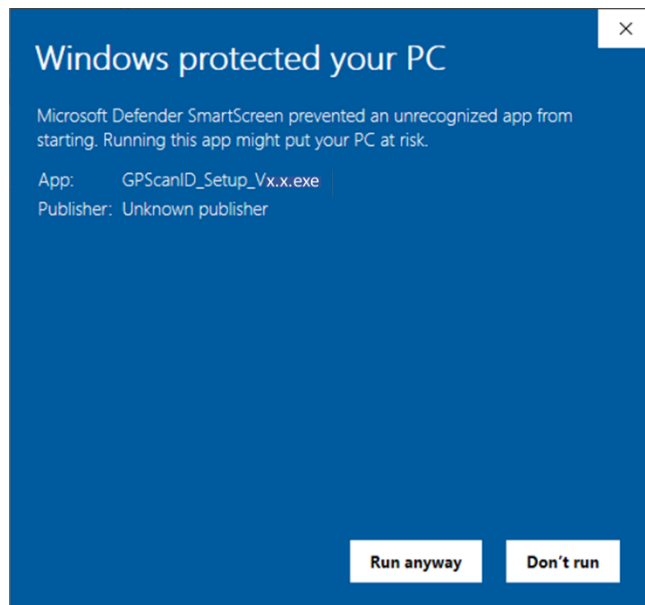 Windows protected your PC
Microsoft Defender SmartScreen prevented an unrecognized app from
starting. Running this app might put your PC at risk.
App: GPScanID_Setup_Vx.x.exe
Publisher: Unknown publisher
Run anyway Don't run